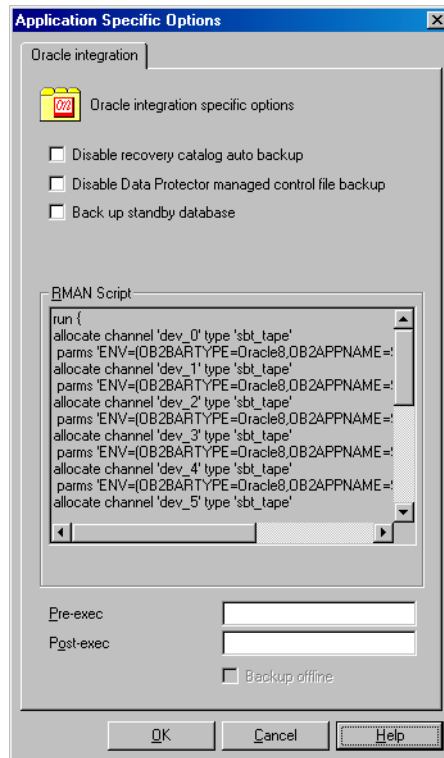 Application Specific Options
Oracle integration
Oracle integration specific options
Disable recovery catalog auto backup
Disable Data Protector managed control file backup
Back up standby database
RMAN Script
run {
allocate channel 'dev_0' type 'sbt_tape'
parms 'ENV=(OB2BARTYPE=Oracle8,OB2APPNAME=
allocate channel 'dev_1' type 'sbt_tape'
parms 'ENV=(OB2BARTYPE=Oracle8,OB2APPNAME=
allocate channel 'dev_2' type 'sbt_tape'
parms 'ENV=(OB2BARTYPE=Oracle8,OB2APPNAME=
allocate channel 'dev_3' type 'sbt_tape'
parms 'ENV=(OB2BARTYPE=Oracle8,OB2APPNAME=
allocate channel 'dev_4' type 'sbt_tape'
parms 'ENV=(OB2BARTYPE=Oracle8,OB2APPNAME=
allocate channel 'dev_5' type 'sbt_tape'
Pre-exec
Post-exec
Backup offline
OK
Cancel
Help